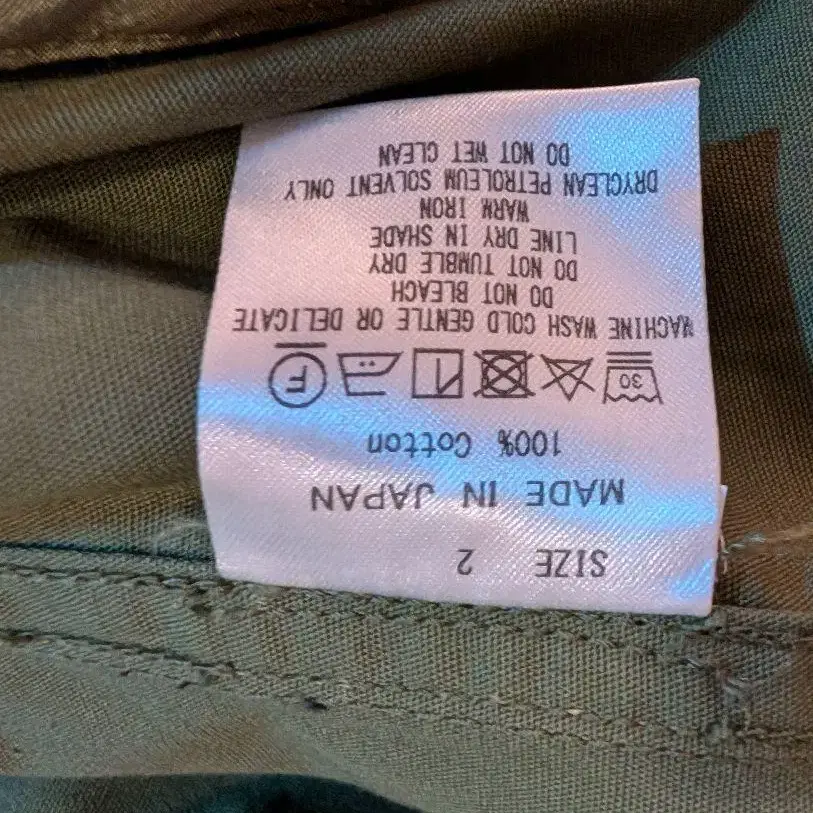 SIZE 2
MADE IN JAPAN
100% Cotton
30 F
MACHINE WASH COLD GENTLE OR DELICATE
DO NOT BLEACH
DO NOT TUMBLE DRY
LINE DRY IN SHADE
WARM IRON
DRYCLEAN PETROLEUM SOLVENT ONLY
DO NOT WET CLEAN